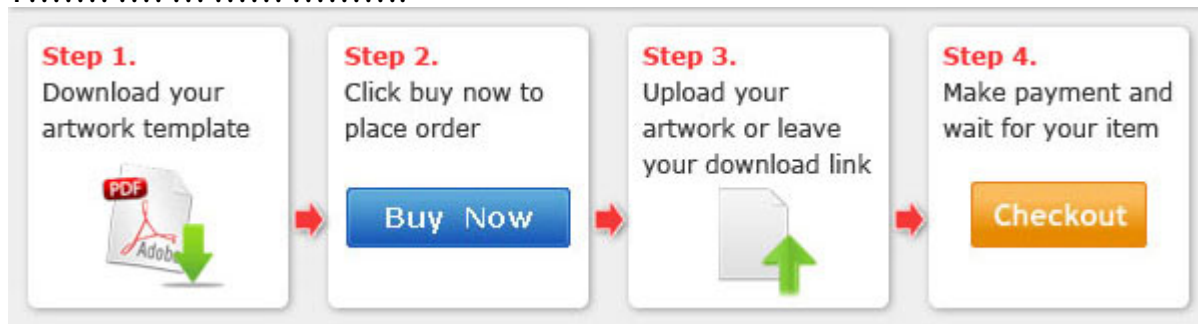 Step 1.
Download your
artwork template
PDF
Adobe
Step 2.
Click buy now to
place order
Buy Now
Step 3.
Upload your
artwork or leave
your download link
Step 4.
Make payment and
wait for your item
Checkout